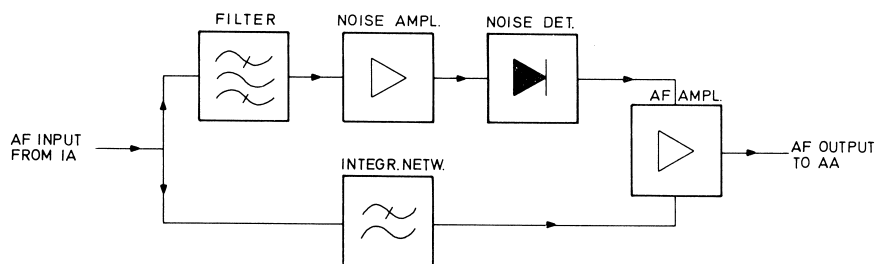 FILTER
NOISE AMPL.
NOISE DET.
AF AMPL.
AF INPUT
FROM IA
INTEGR. NETW.
AF OUTPUT
TO AA